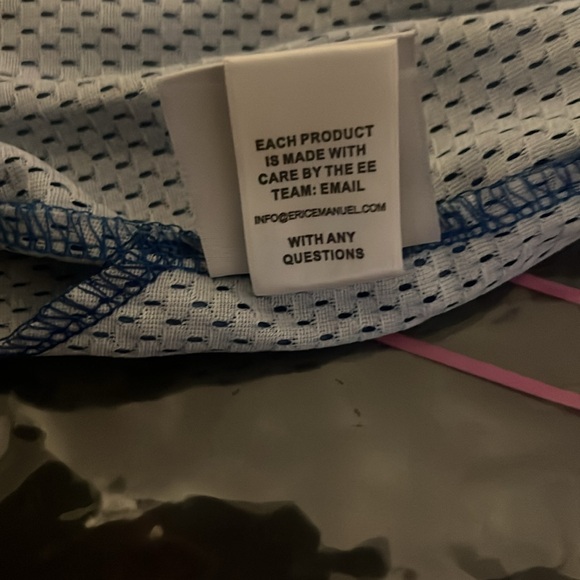 EACH PRODUCT
IS MADE WITH
CARE BY THE EE
TEAM: EMAIL
INFO@ERICEMANUEL.COM
WITH ANY
QUESTIONS